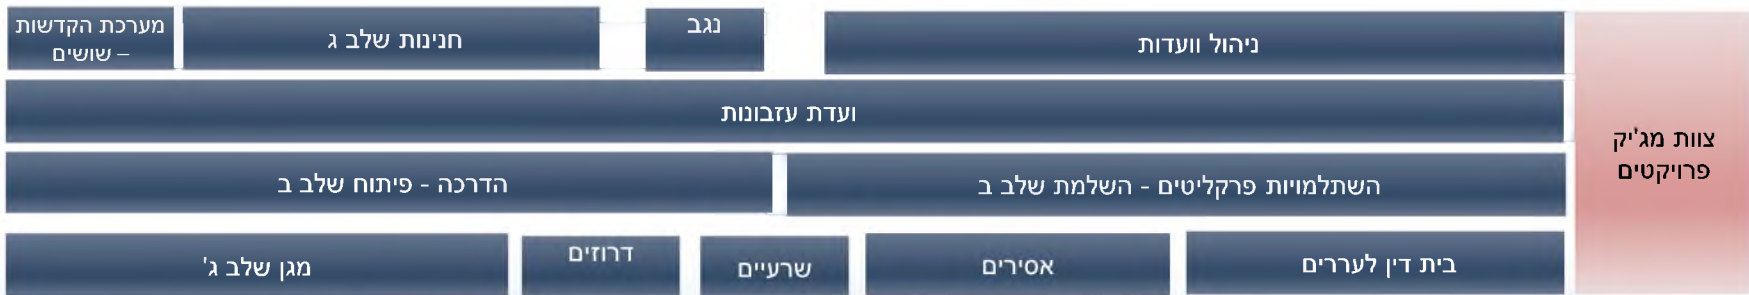 צוות מג'יק
פרויקטים
ניהול וועדות
נגב
חנינות שלב ג
מערכת הקדשות
– שושים
ועדת עזבונות
השתלמויות פרקליטים - השלמת שלב ב
הדרכה - פיתוח שלב ב
בית דין לעררים
אסירים
שרעיים
דרוזים
מגן שלב ג'